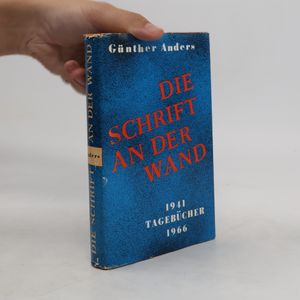 Günther Anders
DIE
SCHRIFT
AN DER
WAND
1941
TAGEBÜCHER
1966
DIE SCHRIFT AN DER WAND